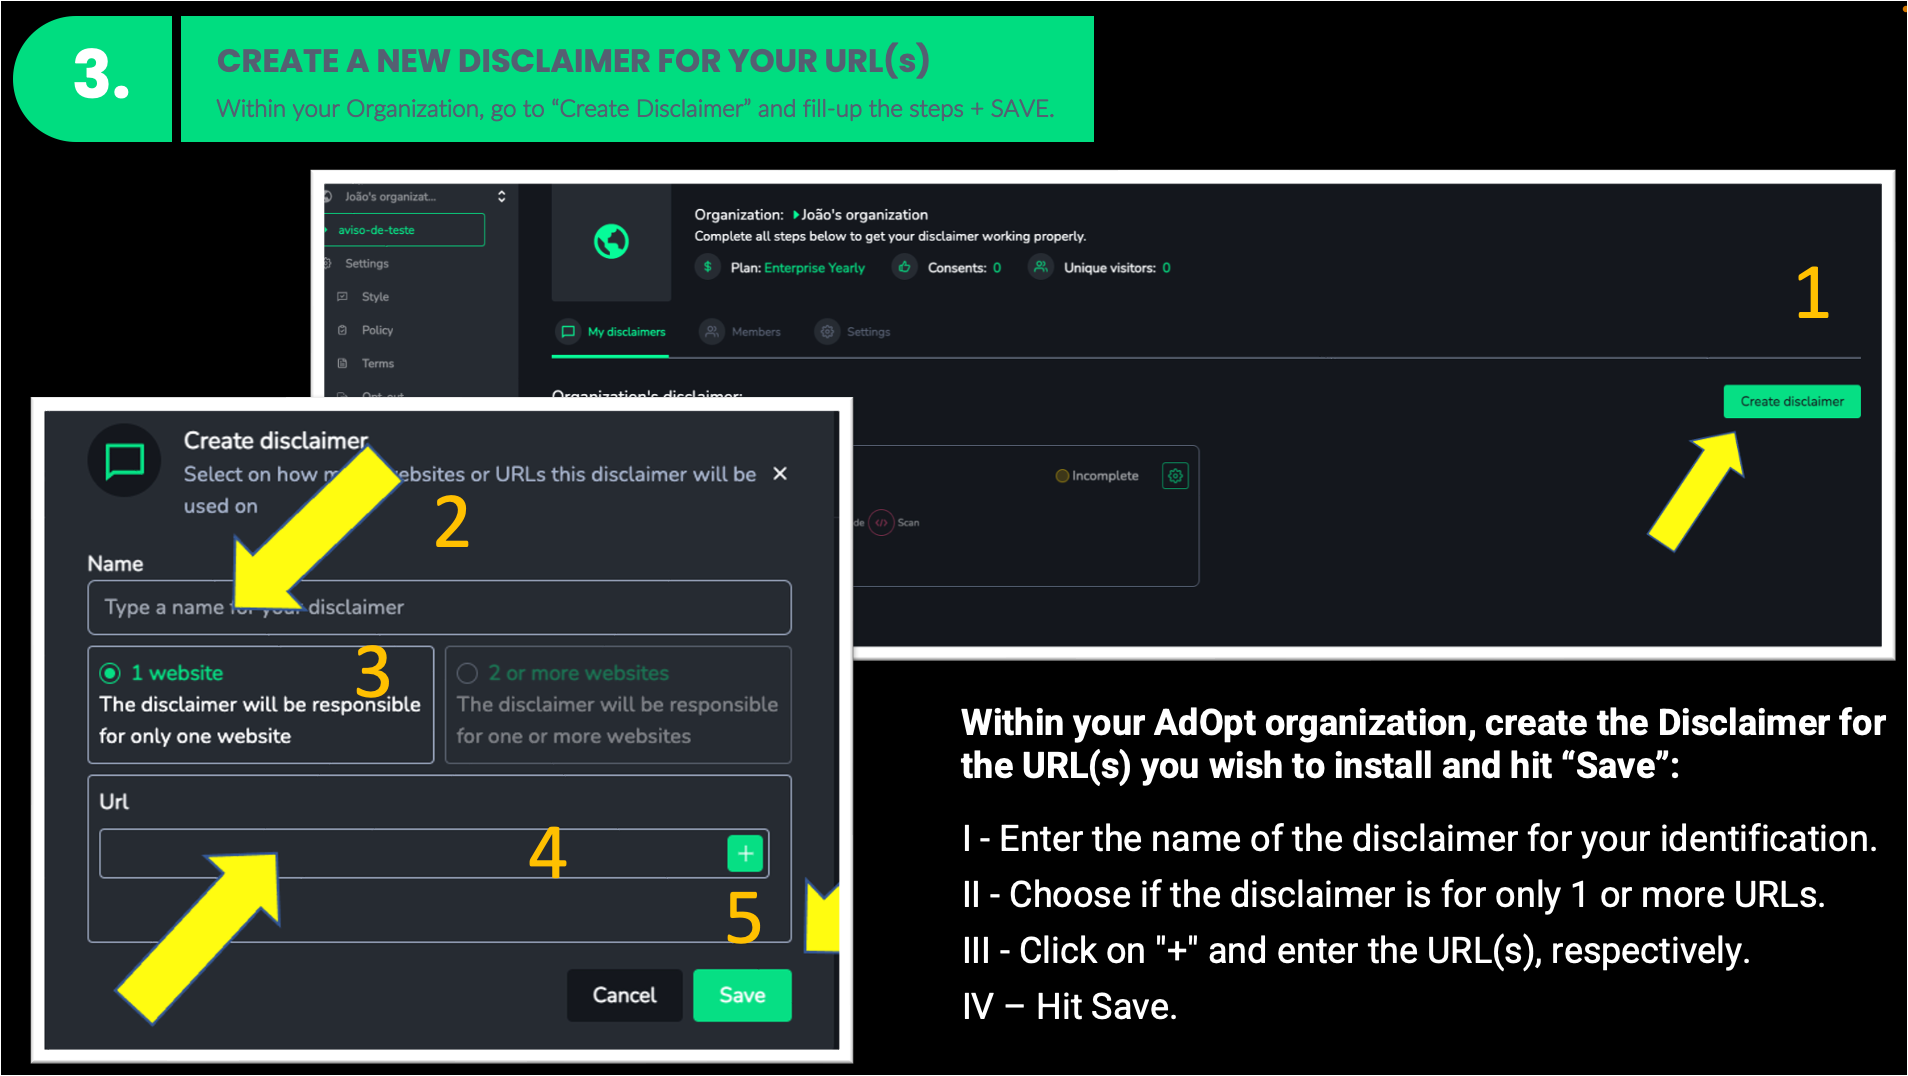 3.
CREATE A NEW DISCLAIMER FOR YOUR URL(s)
Within your Organization, go to “Create Disclaimer” and fill-up the steps + SAVE.
João's organizat...
aviso-de-teste
Settings
Style
Policy
Terms
Opt-out
Organization: João's organization
Complete all steps below to get your disclaimer working properly.
Plan: Enterprise Yearly Consents: 0 Unique visitors: 0
My disclaimers Members Settings
Organization's disclaimer:
1
Create disclaimer
Incomplete
de </> Scan
Create disclaimer
Select on how websites or URLs this disclaimer will be
used on
2
Name
Type a name for your disclaimer
3
1 website
The disclaimer will be responsible
for only one website
2 or more websites
The disclaimer will be responsible
for one or more websites
Url
4
+
5
Cancel Save
Within your AdOpt organization, create the Disclaimer for
the URL(s) you wish to install and hit “Save”:
I - Enter the name of the disclaimer for your identification.
II - Choose if the disclaimer is for only 1 or more URLs.
III - Click on "+" and enter the URL(s), respectively.
IV – Hit Save.